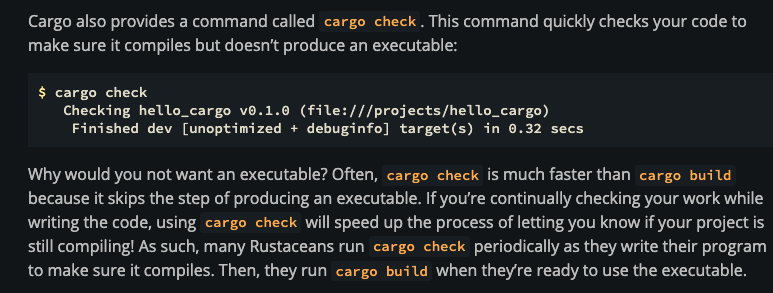 Cargo also provides a command called cargo check. This command quickly checks your code to
make sure it compiles but doesn’t produce an executable:
$ cargo check
Checking hello_cargo v0.1.0 (file:///projects/hello_cargo)
Finished dev [unoptimized + debuginfo] target(s) in 0.32 secs
Why would you not want an executable? Often, cargo check is much faster than cargo build
because it skips the step of producing an executable. If you’re continually checking your work while
writing the code, using cargo check will speed up the process of letting you know if your project is
still compiling! As such, many Rustaceans run cargo check periodically as they write their program
to make sure it compiles. Then, they run cargo build when they’re ready to use the executable.